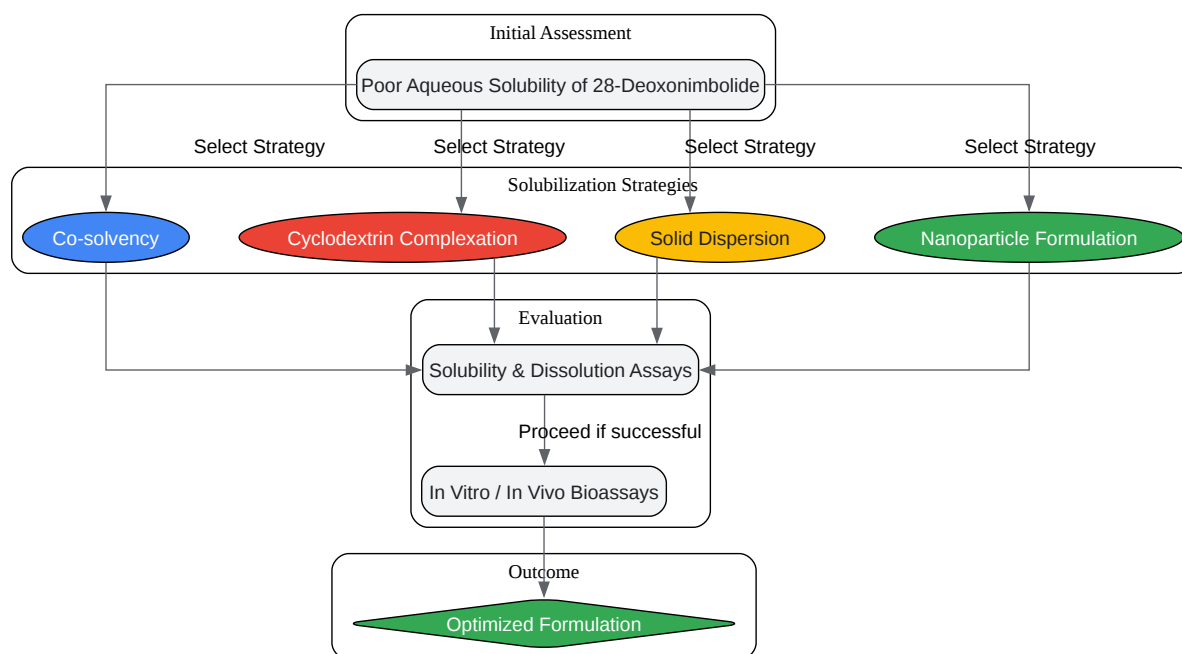 Initial Assessment
Poor Aqueous Solubility of 28-Deoxonimbolide
Select Strategy
Select Strategy
Select Strategy
Select Strategy
Solubilization Strategies
Co-solvency
Cyclodextrin Complexation
Solid Dispersion
Nanoparticle Formulation
Evaluation
Solubility & Dissolution Assays
Proceed if successful
In Vitro / In Vivo Bioassays
Outcome
Optimized Formulation